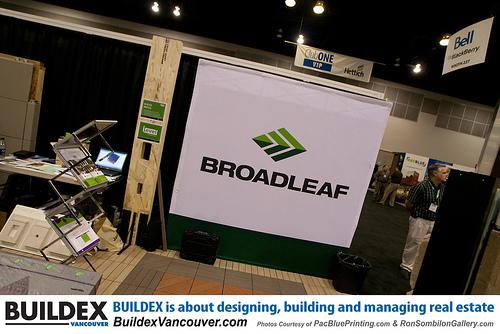 Bell
BlackBerry
ONE
VIP
Hettich
BROADLEAF
BUILDEX
VANCOUVER
BUILDEX is about designing, building and managing real estate
BuildexVancouver.com
Photos Courtesy of PacBluePrinting.com & RonSombilonGallery.com